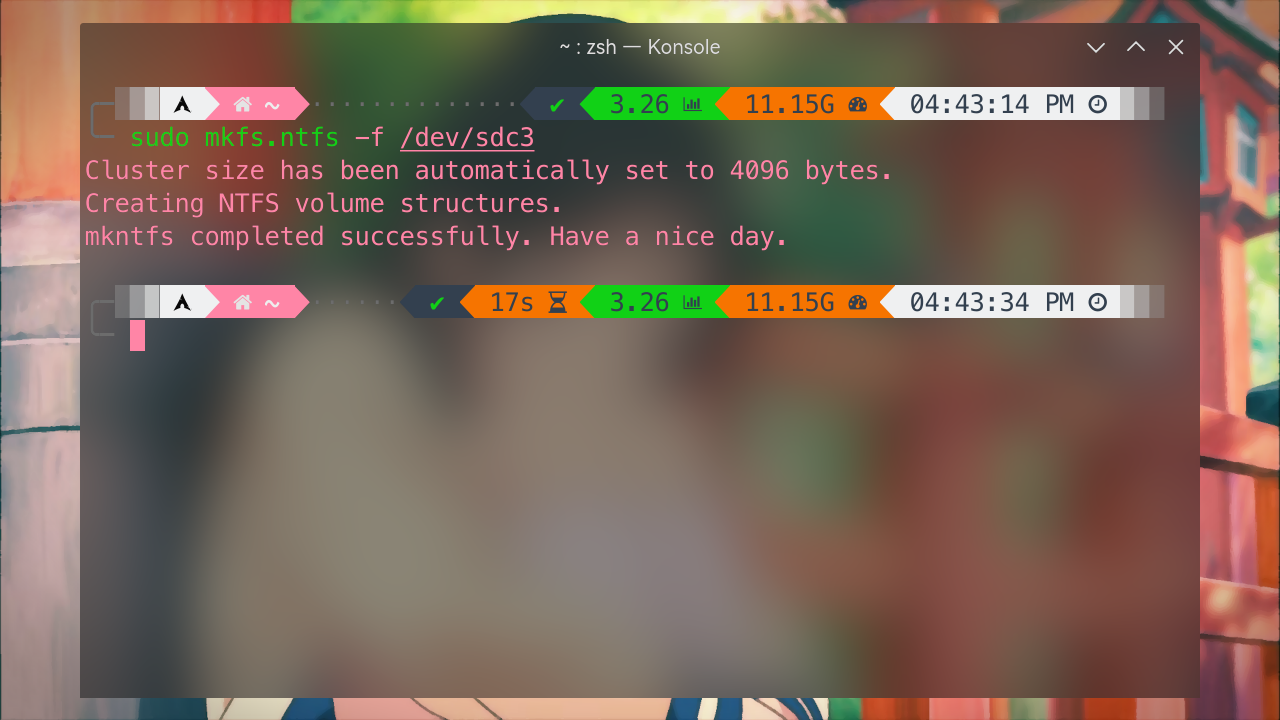 ~ : zsh — Konsole
~ ✔ 3.26 11.15G 04:43:14 PM
sudo mkfs.ntfs -f /dev/sdc3
Cluster size has been automatically set to 4096 bytes.
Creating NTFS volume structures.
mkntfs completed successfully. Have a nice day.
~ ✔ 17s 3.26 11.15G 04:43:34 PM